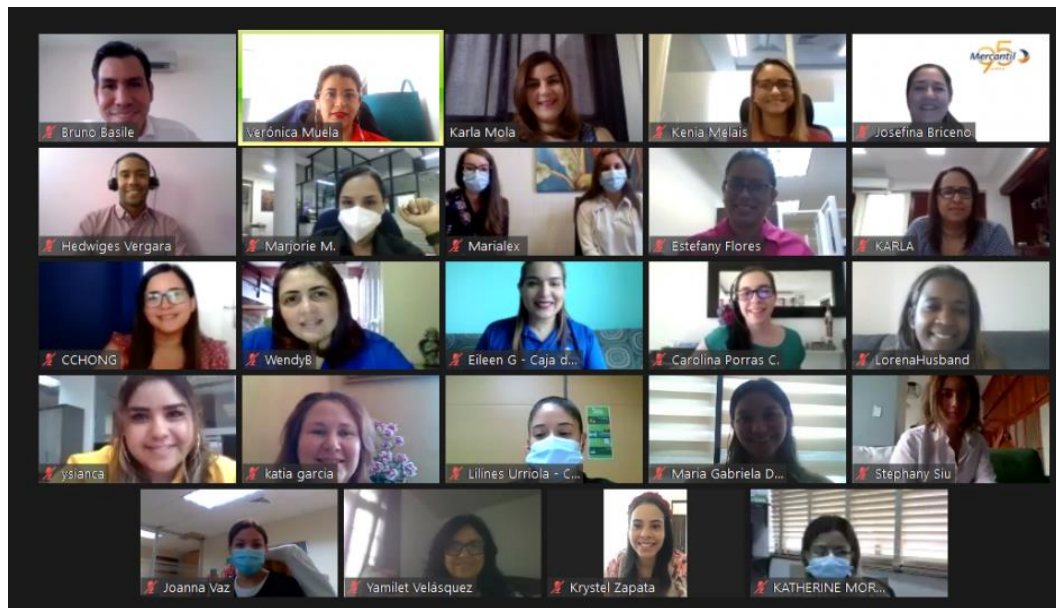 Bruno Basile
Verónica Muela
Karla Mola
Kenia Melais
Mercantil
95
Josefina Briceno
Hedwiges Vergara
Marjorie M.
Marialex
Estefany Flores
KARLA
CCHONG
WendyB
Eileen G - Caja d...
Carolina Porras C.
LorenaHusband
ysianca
katia garcia
Lilines Urriola - C...
Maria Gabriela D...
Stephany Siu
Joanna Vaz
Yamilet Velásquez
Krystel Zapata
KATHERINE MOR...